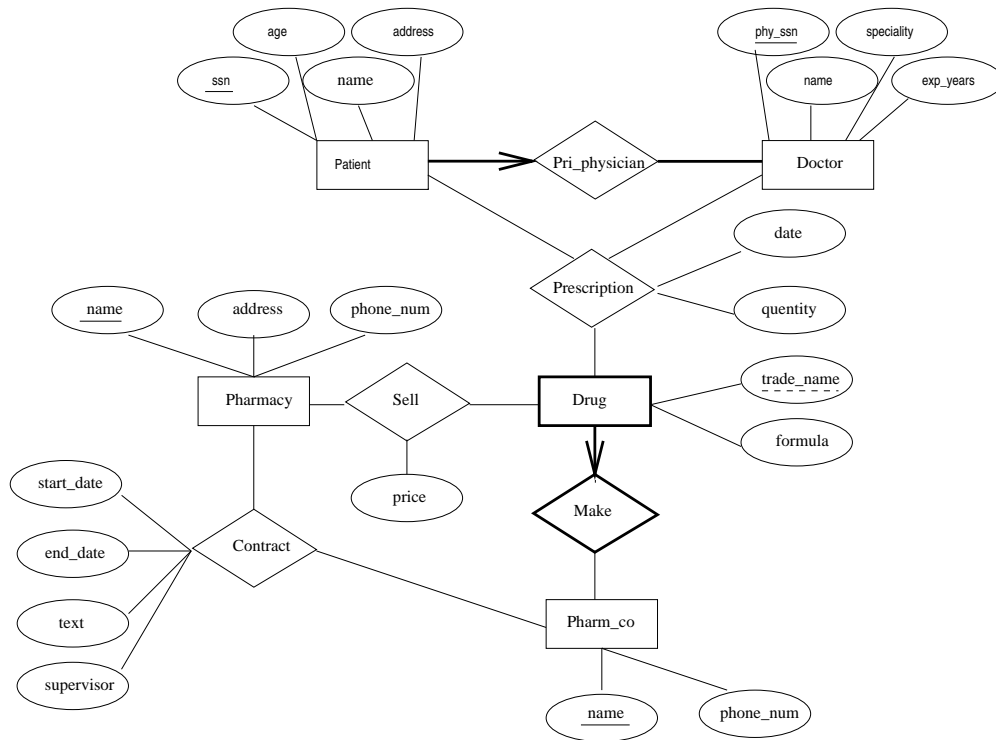 age
address
phy_ssn
speciality
ssn
name
name
exp_years
Patient
Pri_physician
Doctor
date
Prescription
name
address
phone_num
quentity
Pharmacy
Sell
Drug
trade_name
formula
start_date
price
Make
end_date
Contract
text
Pharm_co
supervisor
name
phone_num